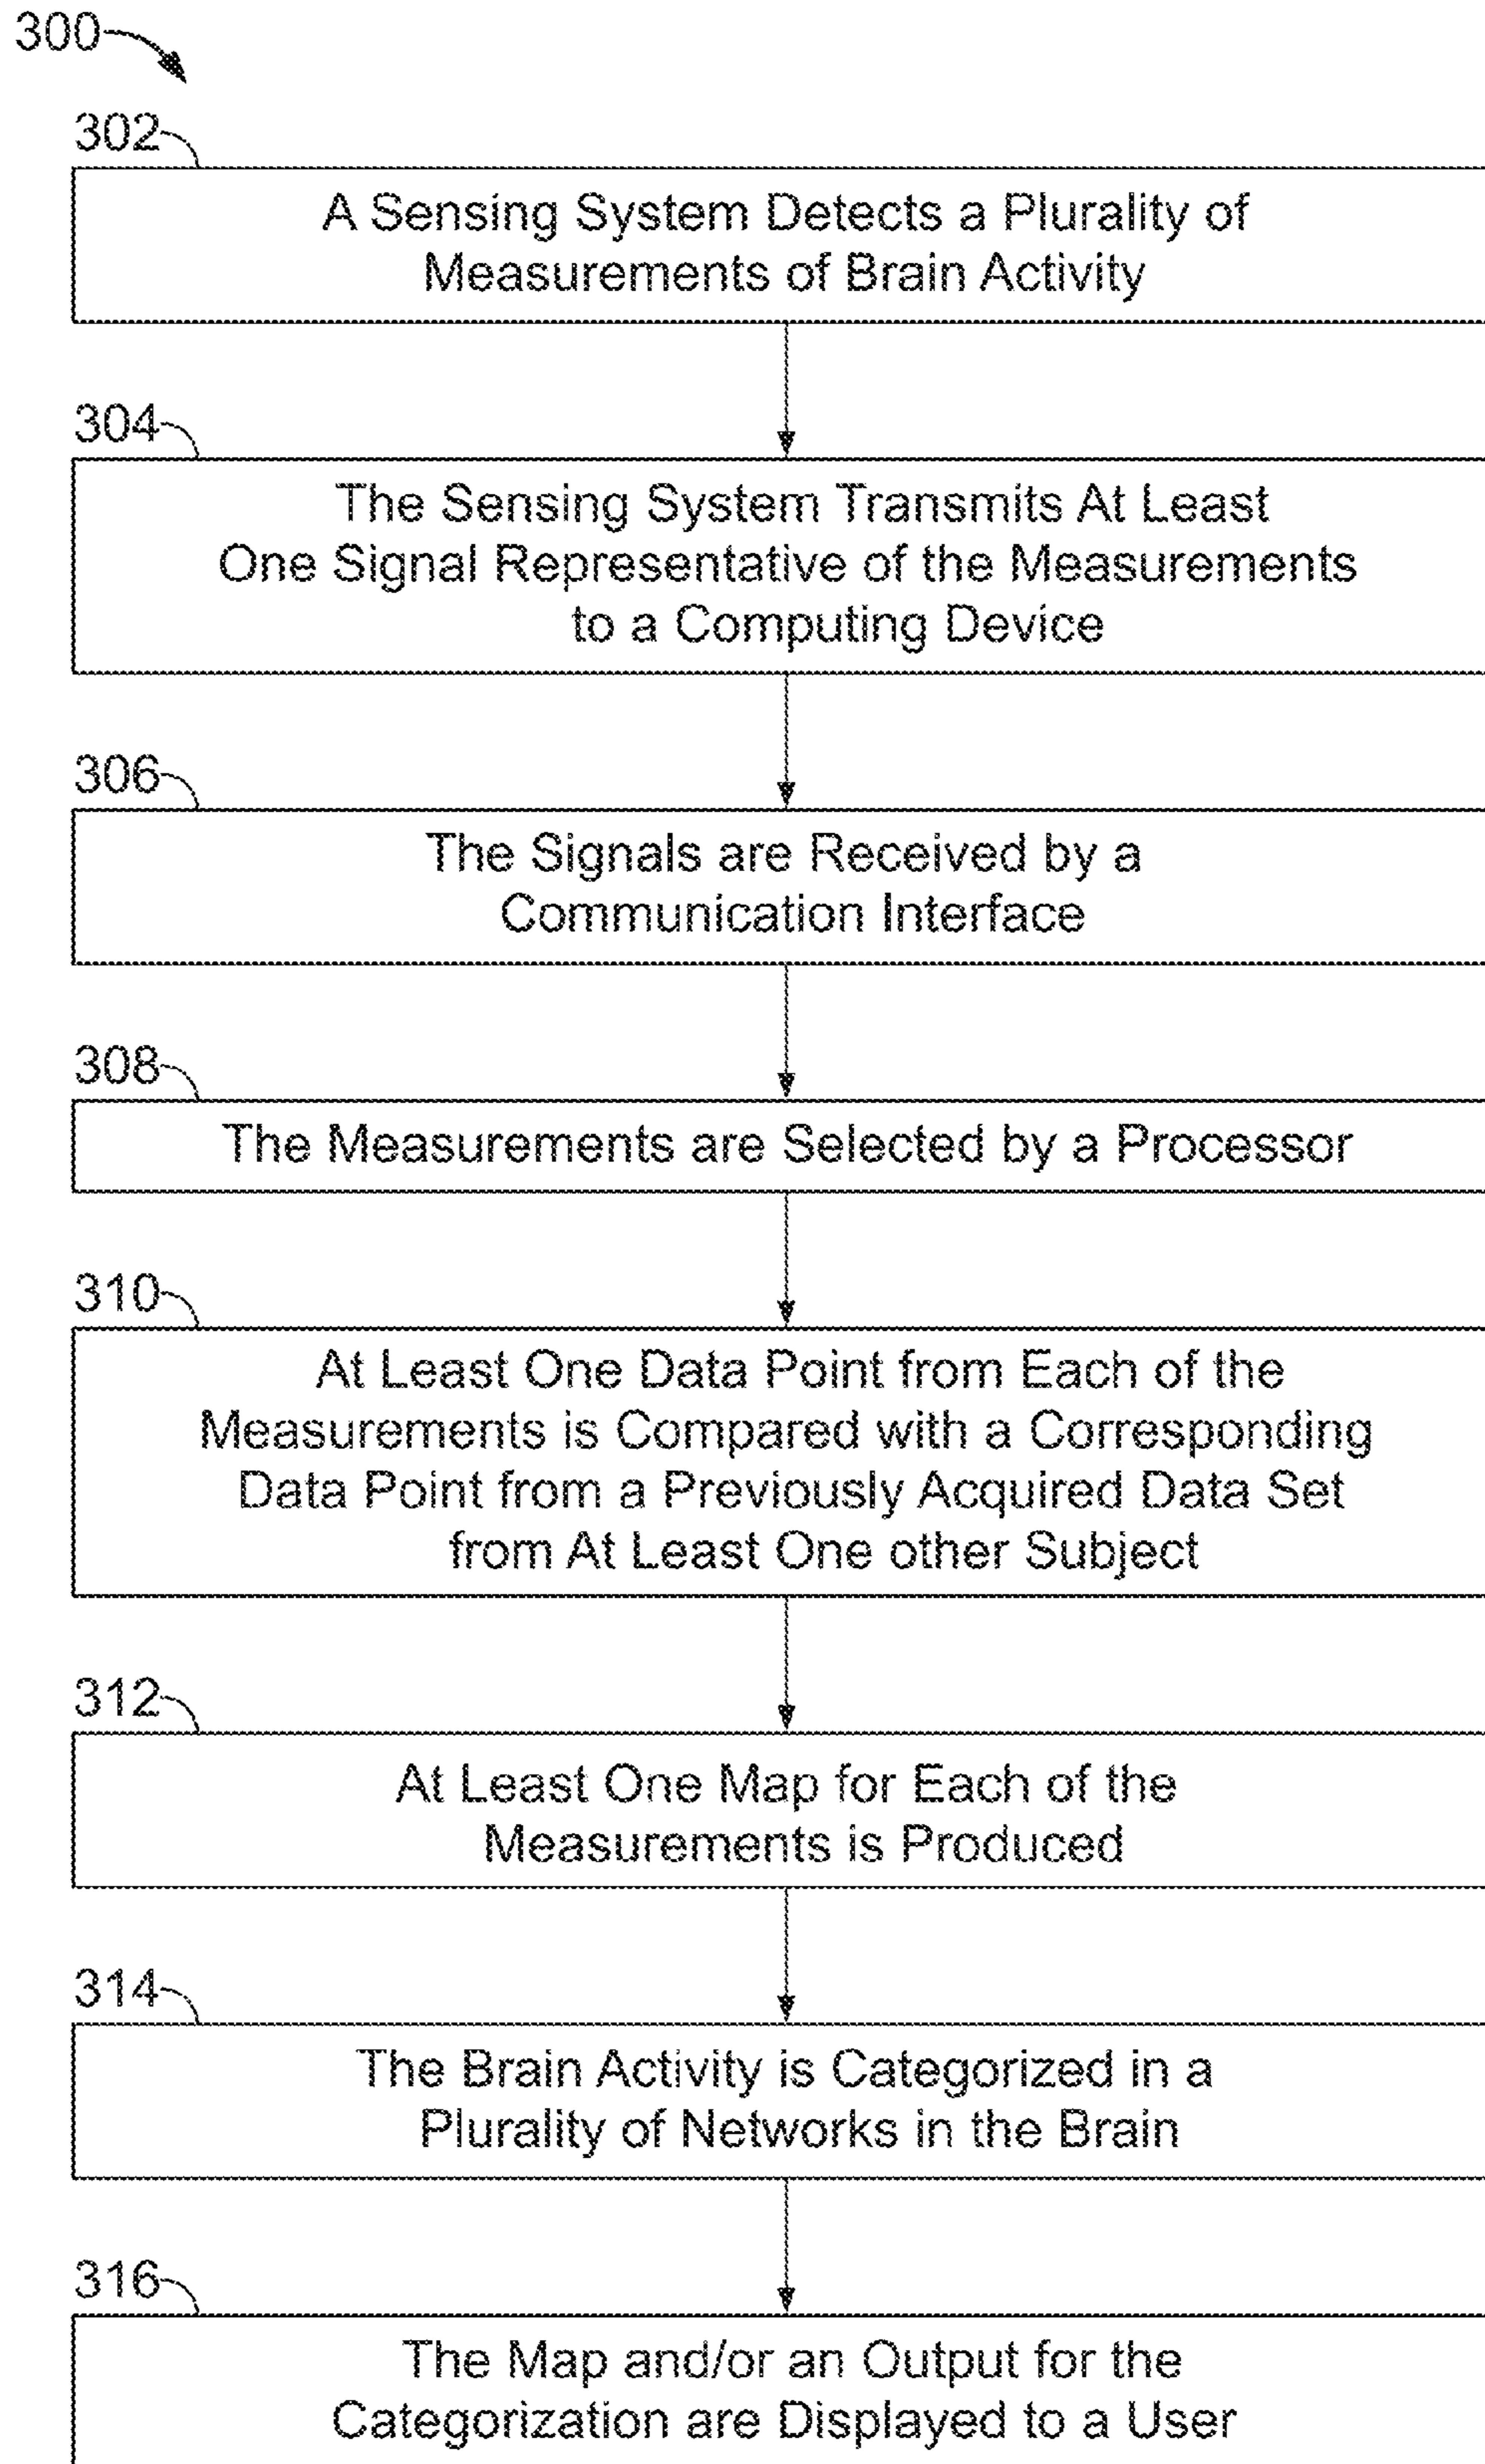 300
302
A Sensing System Detects a Plurality of
Measurements of Brain Activity
304
The Sensing System Transmits At Least
One Signal Representative of the Measurements
to a Computing Device
306
The Signals are Received by a
Communication Interface
308
The Measurements are Selected by a Processor
310
At Least One Data Point from Each of the
Measurements is Compared with a Corresponding
Data Point from a Previously Acquired Data Set
from At Least One other Subject
312
At Least One Map for Each of the
Measurements is Produced
314
The Brain Activity is Categorized in a
Plurality of Networks in the Brain
316
The Map and/or an Output for the
Categorization are Displayed to a User